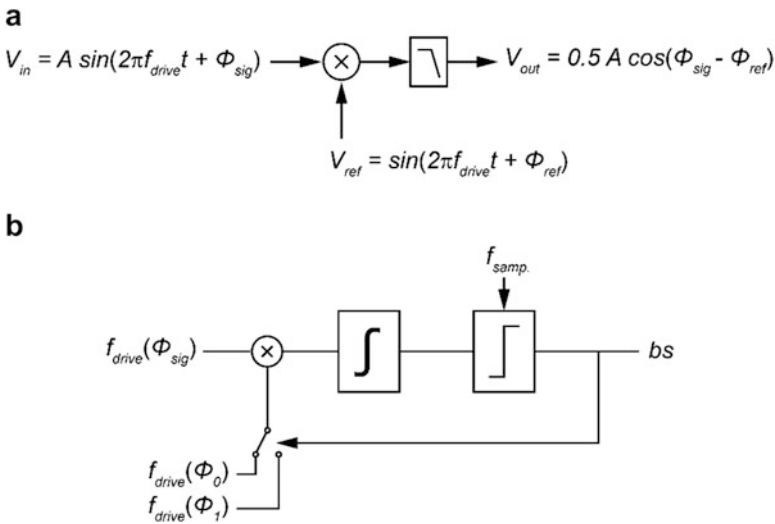 a
V_in = A sin(2πf_drive t + Φ_sig)
V_out = 0.5 A cos(Φ_sig - Φ_ref)
V_ref = sin(2πf_drive t + Φ_ref)
b
f_samp.
f_drive(Φ_sig)
bs
f_drive(Φ_0)
f_drive(Φ_1)